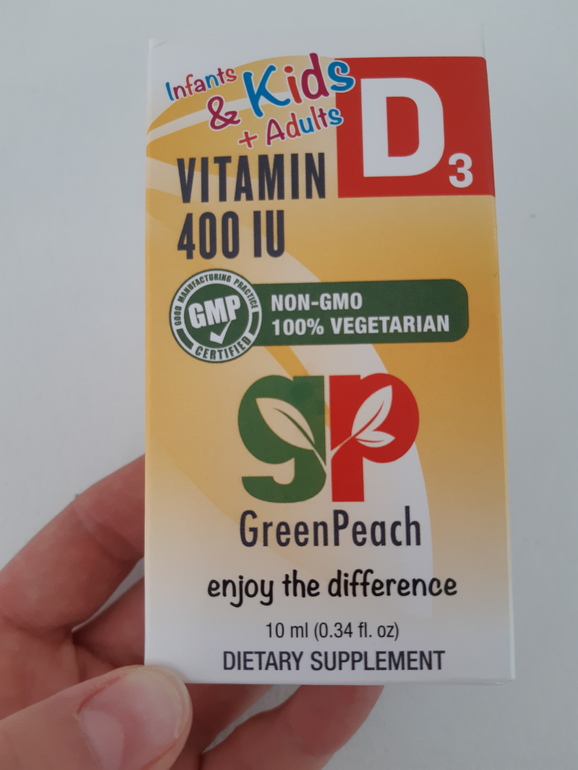 Infants
& Kids
+ Adults
D3
VITAMIN
400 IU
GOOD MANUFACTURING PRACTICE
GMP
CERTIFIED
NON-GMO
100% VEGETARIAN
gp
GreenPeach
enjoy the difference
10 ml (0.34 fl. oz)
DIETARY SUPPLEMENT